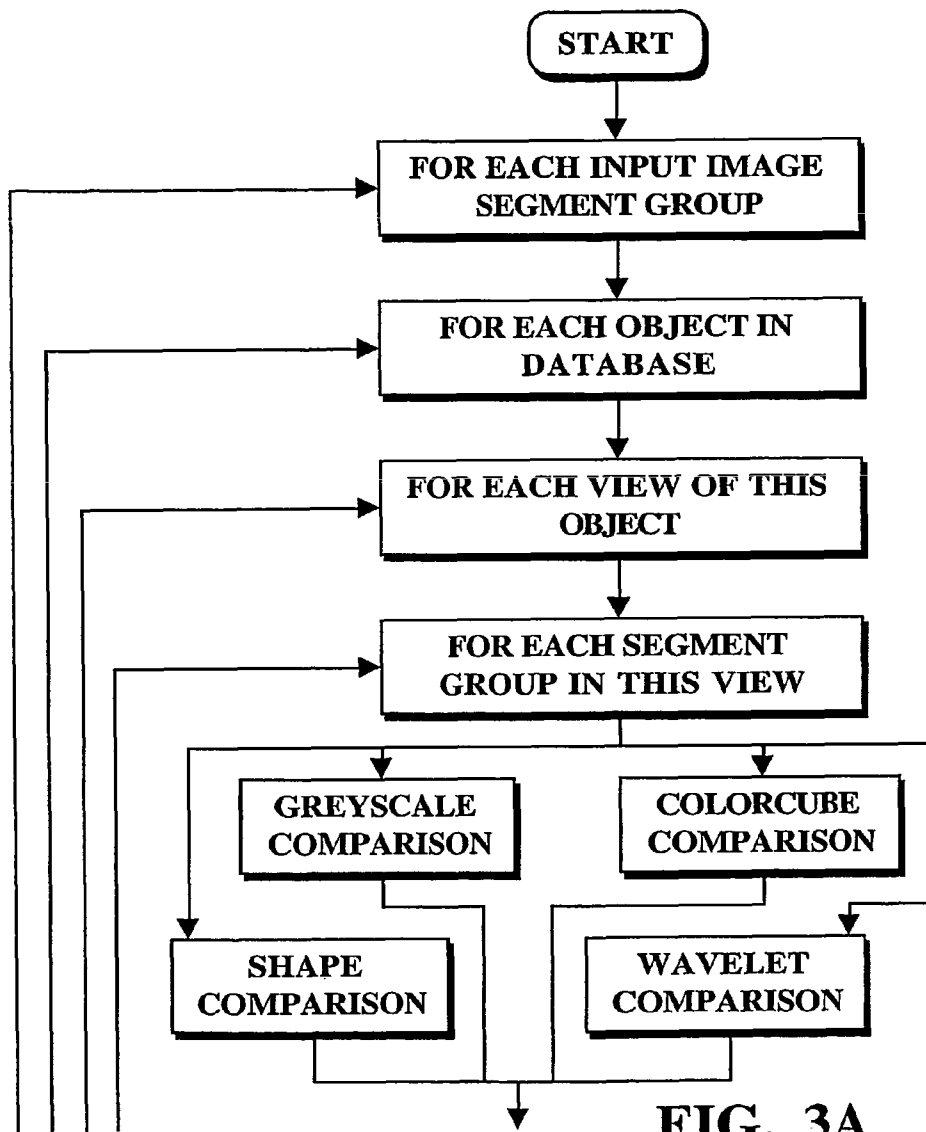 START
FOR EACH INPUT IMAGE
SEGMENT GROUP
FOR EACH OBJECT IN
DATABASE
FOR EACH VIEW OF THIS
OBJECT
FOR EACH SEGMENT
GROUP IN THIS VIEW
GREYSCALE
COMPARISON
COLORCUBE
COMPARISON
SHAPE
COMPARISON
WAVELET
COMPARISON
FIG. 3A